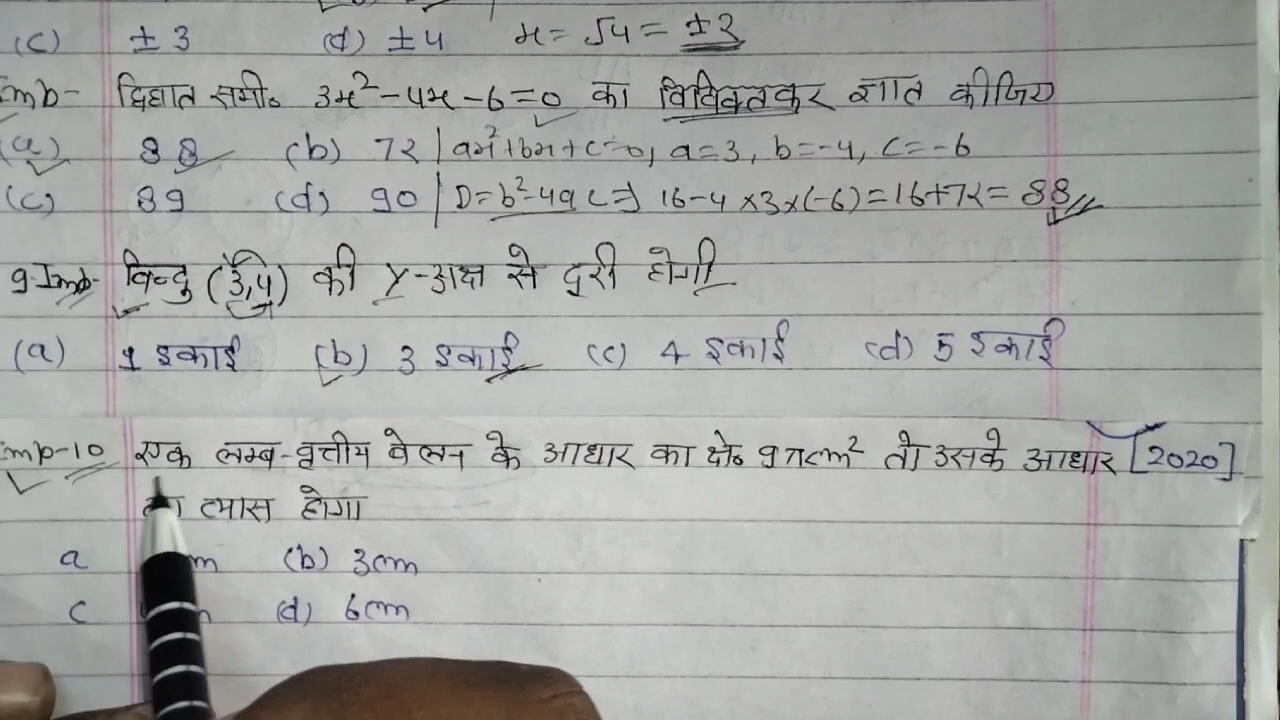 (c) ±3 (d) ±4 x = √4 = ±2
Imp- द्विघात समी० 3x²-4x-6=0 का विविक्तकर ज्ञात कीजिए
(a) 88 (b) 72 | ax²+bx+c=0, a=3, b=-4, c=-6
(c) 89 (d) 90 | D=b²-4ac ⇒ 16-4×3×(-6)=16+72=88
9-Imp- विन्दु (3,4) की Y-अक्ष से दुरी होगी
(a) 1 इकाई (b) 3 इकाई (c) 4 इकाई (d) 5 इकाई
Imp-10 एक लम्ब-वृत्तीय वेलन के आधार का क्षे० 9πcm² तो उसके आधार [2020]
व्यास होगा
a m (b) 3cm
c (d) 6cm